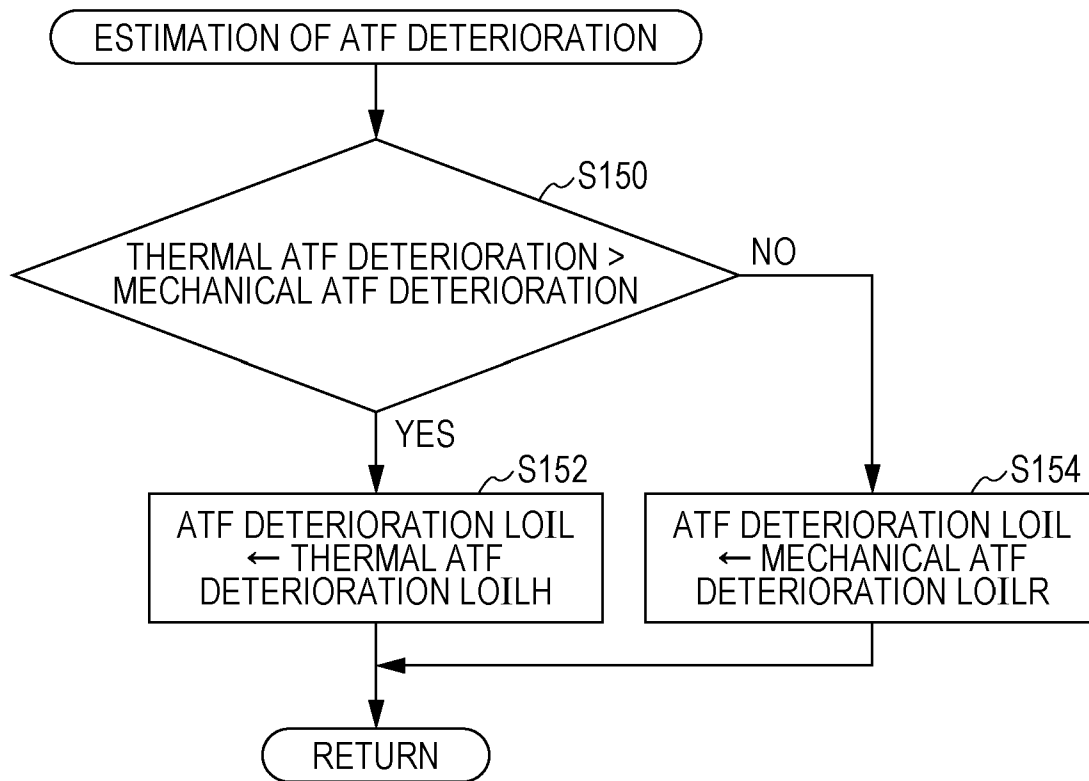 ESTIMATION OF ATF DETERIORATION
S150
THERMAL ATF DETERIORATION >
MECHANICAL ATF DETERIORATION
NO
YES
S152
ATF DETERIORATION LOIL
← THERMAL ATF
DETERIORATION LOILH
S154
ATF DETERIORATION LOIL
← MECHANICAL ATF
DETERIORATION LOILR
RETURN